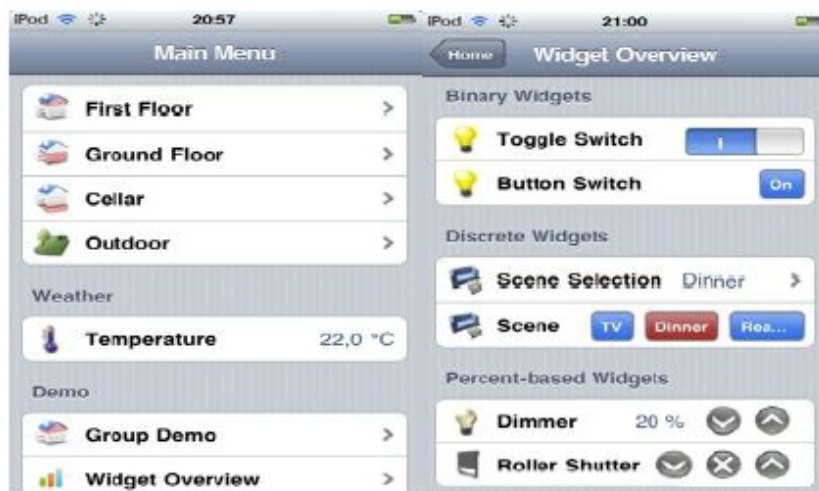 iPod 20:57
Main Menu
First Floor
Ground Floor
Cellar
Outdoor
Weather
Temperature 22,0 °C
Demo
Group Demo
Widget Overview
iPod 21:00
Home Widget Overview
Binary Widgets
Toggle Switch I
Button Switch On
Discrete Widgets
Scene Selection Dinner
Scene TV Dinner Rea...
Percent-based Widgets
Dimmer 20 %
Roller Shutter